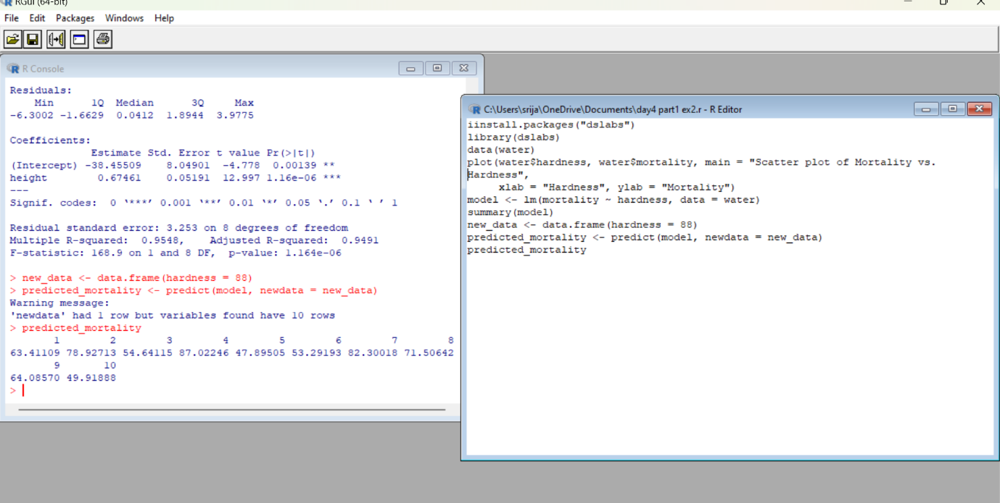 RGui (64-bit)
File Edit Packages Windows Help
R Console
Residuals:
    Min      1Q  Median      3Q     Max
-6.3002 -1.6629  0.0412  1.8944  3.9775
Coefficients:
             Estimate Std. Error t value Pr(>|t|)
(Intercept) -38.45509    8.04901  -4.778  0.00139 **
height        0.67461    0.05191  12.997 1.16e-06 ***
---
Signif. codes:  0 ‘***’ 0.001 ‘**’ 0.01 ‘*’ 0.05 ‘.’ 0.1 ‘ ’ 1
Residual standard error: 3.253 on 8 degrees of freedom
Multiple R-squared:  0.9548,    Adjusted R-squared:  0.9491
F-statistic: 168.9 on 1 and 8 DF,  p-value: 1.164e-06
> new_data <- data.frame(hardness = 88)
> predicted_mortality <- predict(model, newdata = new_data)
Warning message:
'newdata' had 1 row but variables found have 10 rows
> predicted_mortality
       1        2        3        4        5        6        7        8
63.41109 78.92713 54.64115 87.02246 47.89505 53.29193 82.30018 71.50642
       9       10
64.08570 49.91888
>
C:\Users\srija\OneDrive\Documents\day4 part1 ex2.r - R Editor
iinstall.packages("dslabs")
library(dslabs)
data(water)
plot(water$hardness, water$mortality, main = "Scatter plot of Mortality vs.
Hardness",
     xlab = "Hardness", ylab = "Mortality")
model <- lm(mortality ~ hardness, data = water)
summary(model)
new_data <- data.frame(hardness = 88)
predicted_mortality <- predict(model, newdata = new_data)
predicted_mortality